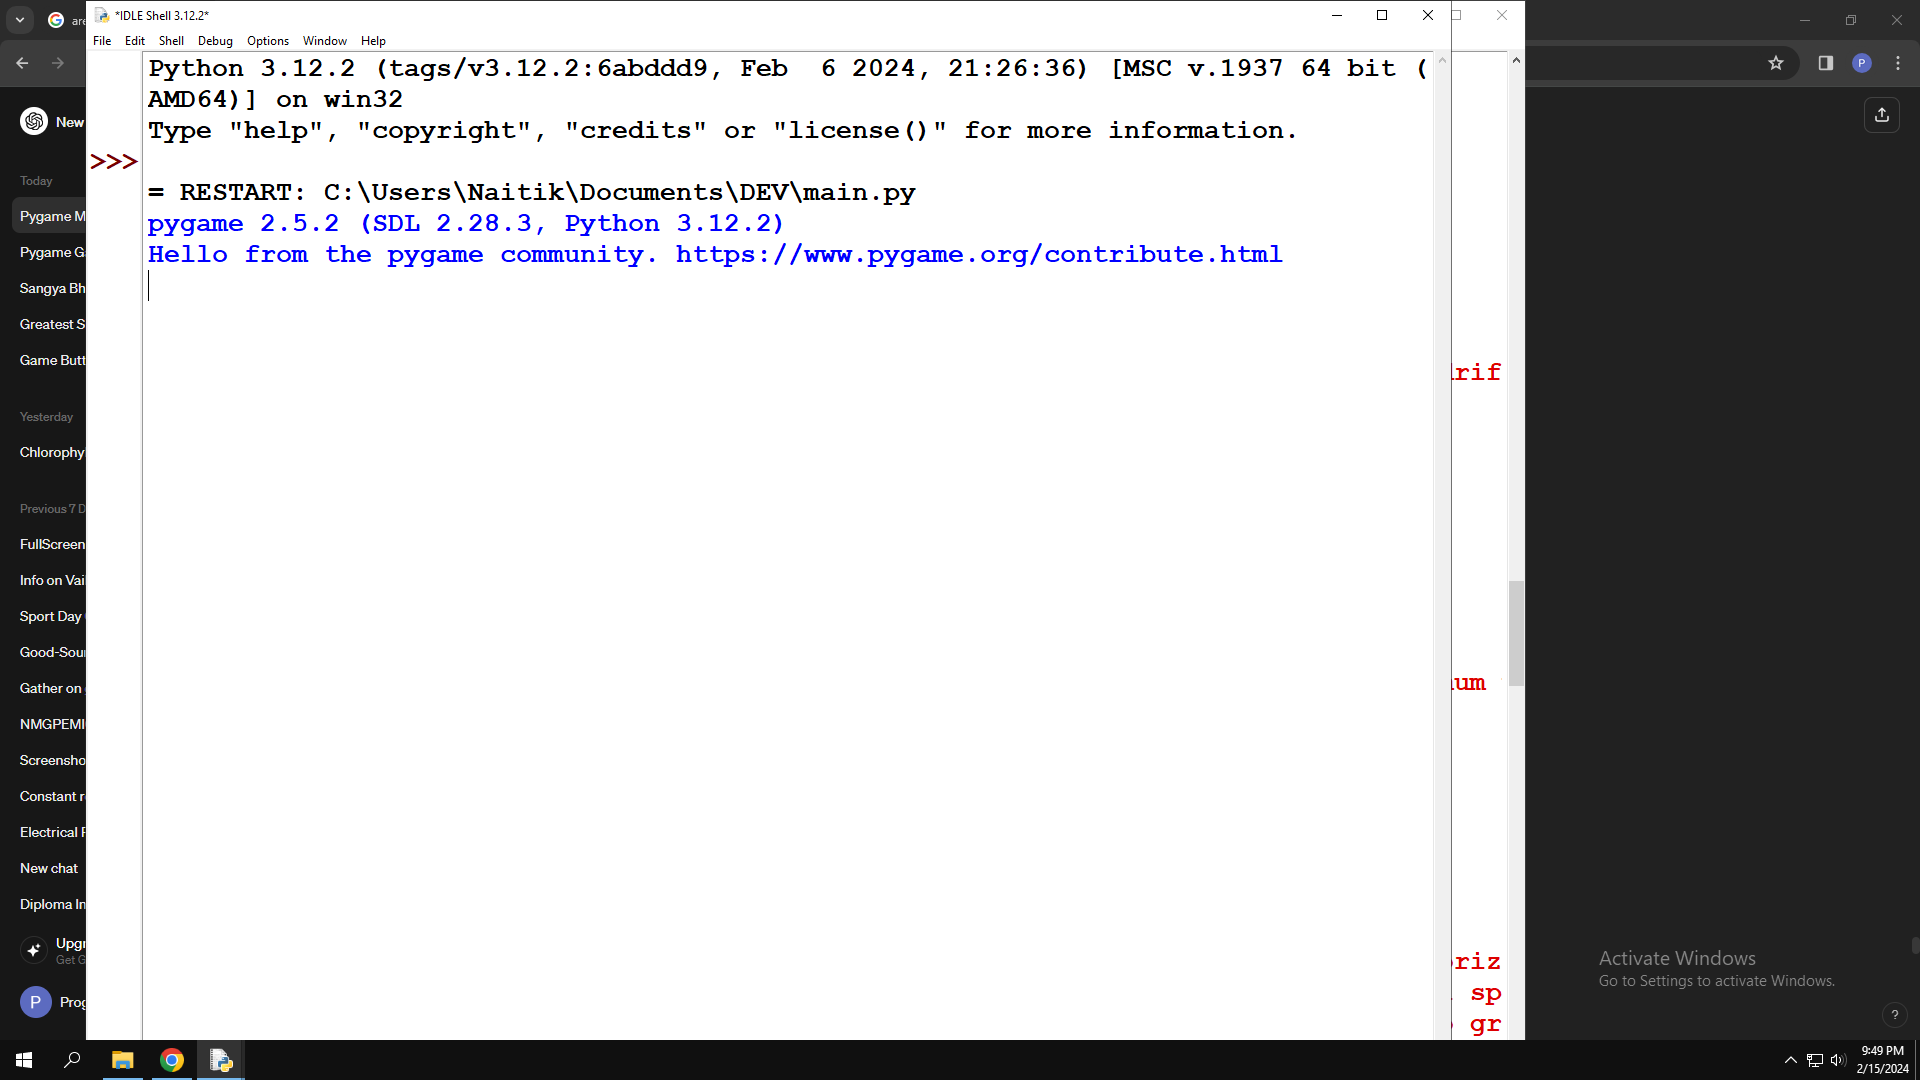 are
*IDLE Shell 3.12.2*
File Edit Shell Debug Options Window Help
Python 3.12.2 (tags/v3.12.2:6abddd9, Feb  6 2024, 21:26:36) [MSC v.1937 64 bit (
AMD64)] on win32
Type "help", "copyright", "credits" or "license()" for more information.
>>>
= RESTART: C:\Users\Naitik\Documents\DEV\main.py
pygame 2.5.2 (SDL 2.28.3, Python 3.12.2)
Hello from the pygame community. https://www.pygame.org/contribute.html
New
Today
Pygame M
Pygame Ga
Sangya Bh
Greatest S
Game Butt
Yesterday
Chlorophyl
Previous 7 D
FullScreen
Info on Vai
Sport Day
Good-Sour
Gather on
NMGPEMI
Screensho
Constant r
Electrical
New chat
Diploma In
Upgr
Get G
P
Prog
P
rif
um
riz
sp
gr
Activate Windows
Go to Settings to activate Windows.
?
9:49 PM
2/15/2024